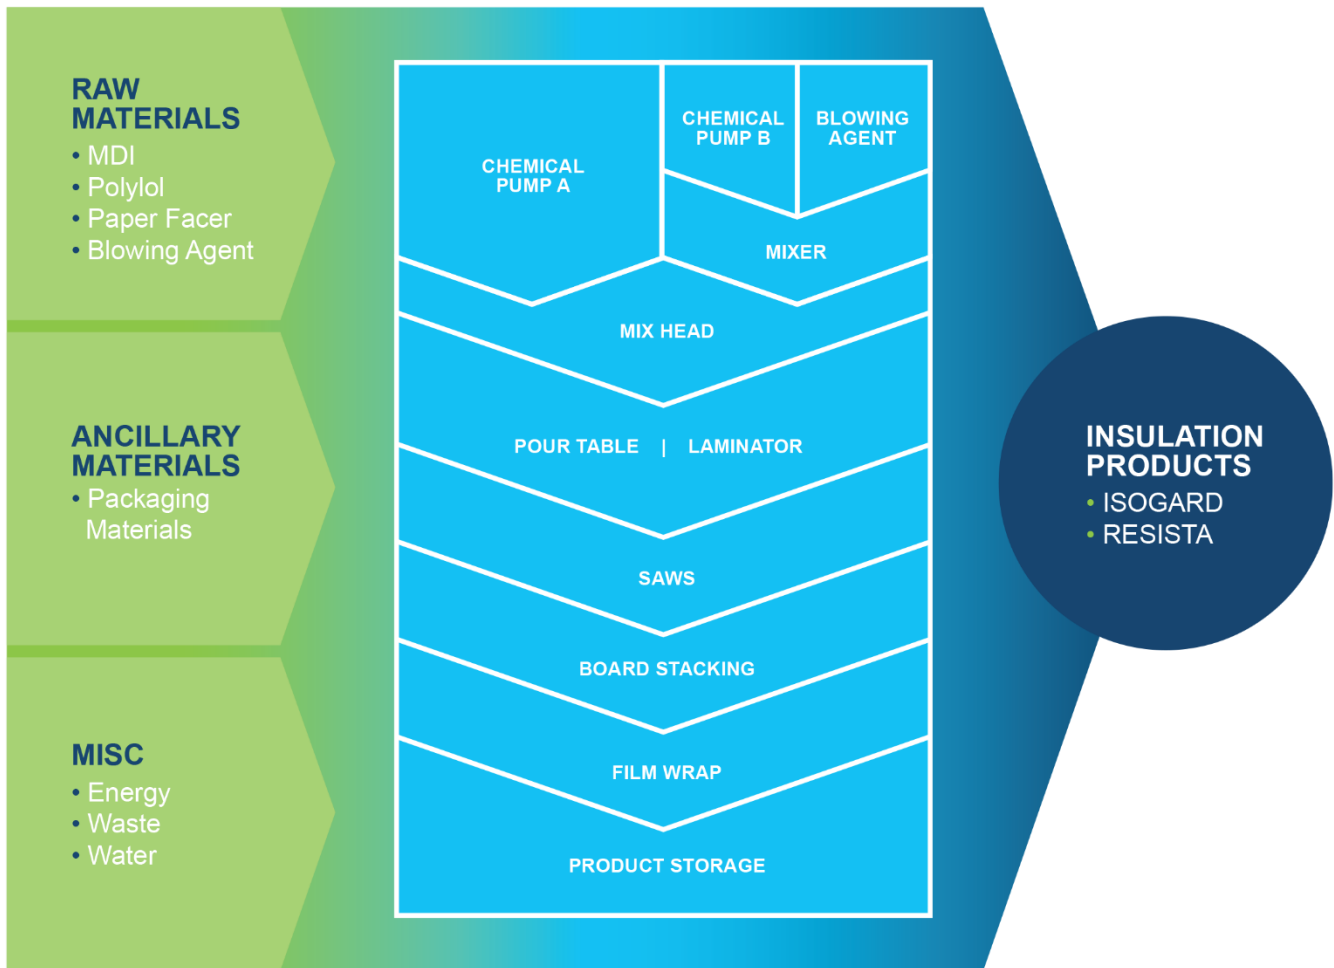 RAW
MATERIALS
• MDI
• Polylol
• Paper Facer
• Blowing Agent
ANCILLARY
MATERIALS
• Packaging
Materials
MISC
• Energy
• Waste
• Water
CHEMICAL
PUMP A
CHEMICAL
PUMP B
BLOWING
AGENT
MIXER
MIX HEAD
POUR TABLE | LAMINATOR
SAWS
BOARD STACKING
FILM WRAP
PRODUCT STORAGE
INSULATION
PRODUCTS
• ISOGARD
• RESISTA